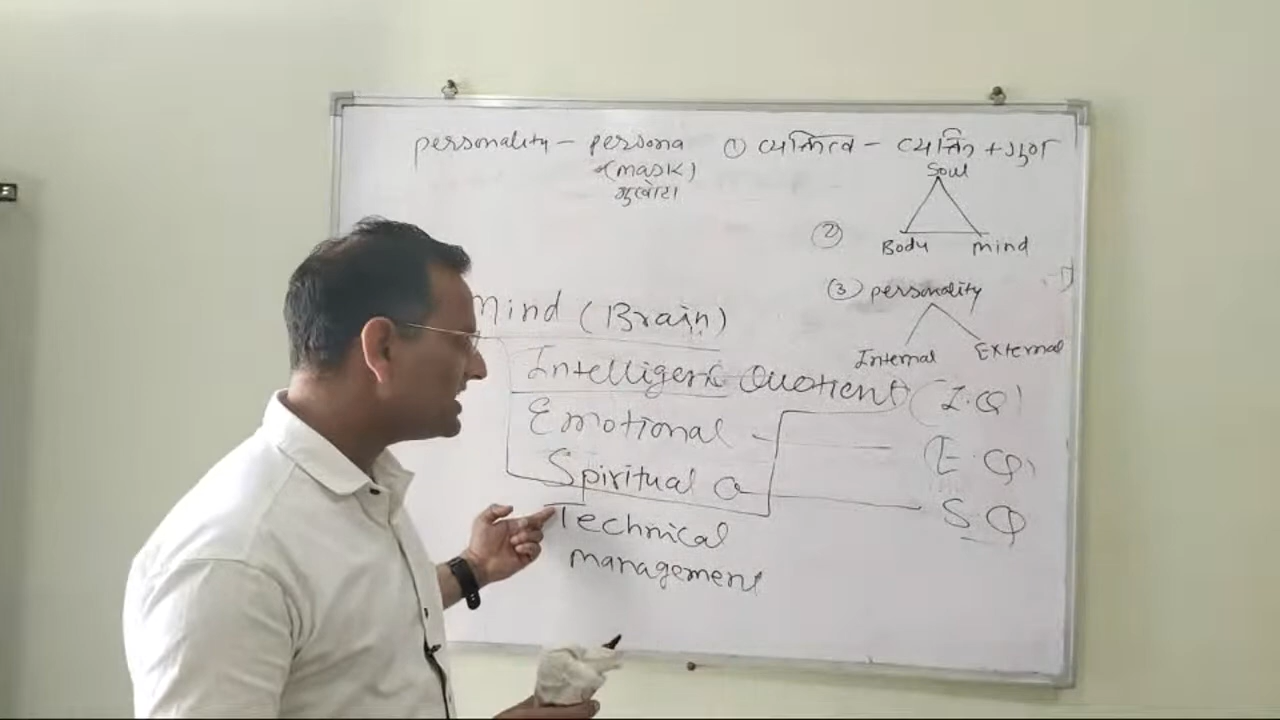 personality - persona
(mask)
मुखोटा
① व्यक्तित्व - व्यक्ति + गुण
Soul
②
Body mind
③ personality
Internal External
Mind (Brain)
Intelligent Quotient (I.Q)
Emotional - (E.Q)
Spiritual Q S.Q
Technical
management